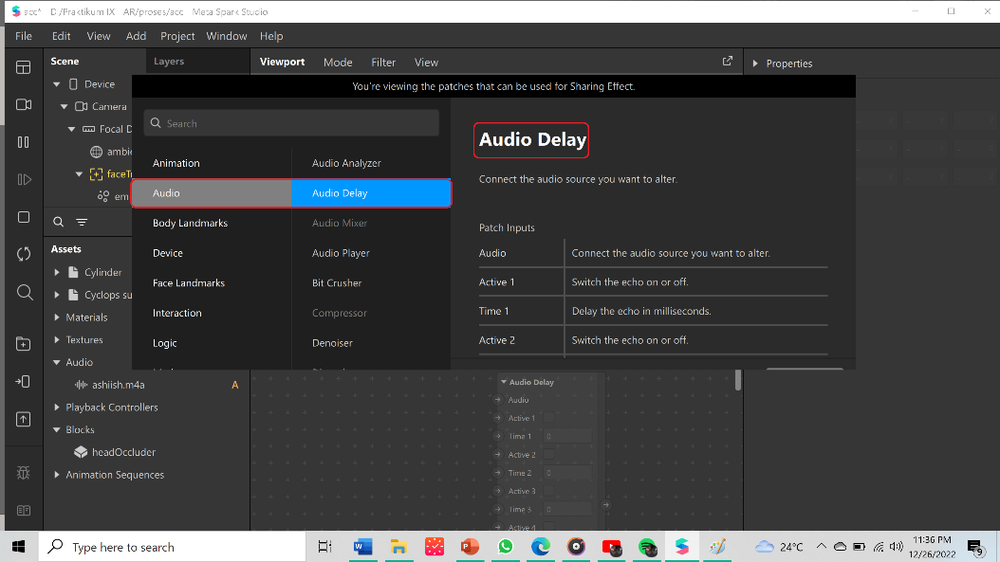 acc* D:/Praktikum IX AR/proses/acc Meta Spark Studio
File Edit View Add Project Window Help
Scene Layers Viewport Mode Filter View Properties
Device
Camera
Focal D
ambie
faceTr
em
You're viewing the patches that can be used for Sharing Effect.
Search
Animation
Audio
Body Landmarks
Device
Face Landmarks
Interaction
Logic
Audio Analyzer
Audio Delay
Audio Mixer
Audio Player
Bit Crusher
Compressor
Denoiser
Audio Delay
Connect the audio source you want to alter.
Patch Inputs
Audio Connect the audio source you want to alter.
Active 1 Switch the echo on or off.
Time 1 Delay the echo in milliseconds.
Active 2 Switch the echo on or off.
Assets
Cylinder
Cyclops su
Materials
Textures
Audio
ashiish.m4a A
Playback Controllers
Blocks
headOccluder
Animation Sequences
Audio Delay
Audio
Active 1
Time 1 0
Active 2
Time 2 0
Active 3
Time 3 0
Active 4
Type here to search
24°C
11:36 PM
12/26/2022
9